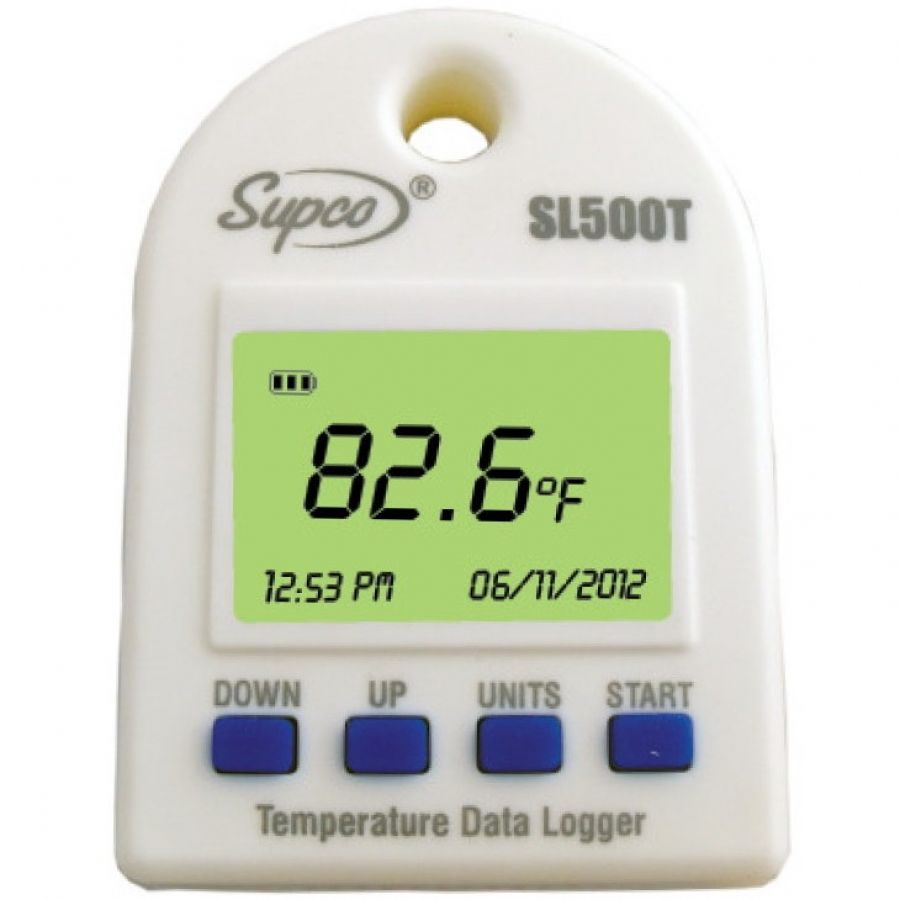 Supco® SL500T
82.6°F
12:53 PM 06/11/2012
DOWN UP UNITS START
Temperature Data Logger